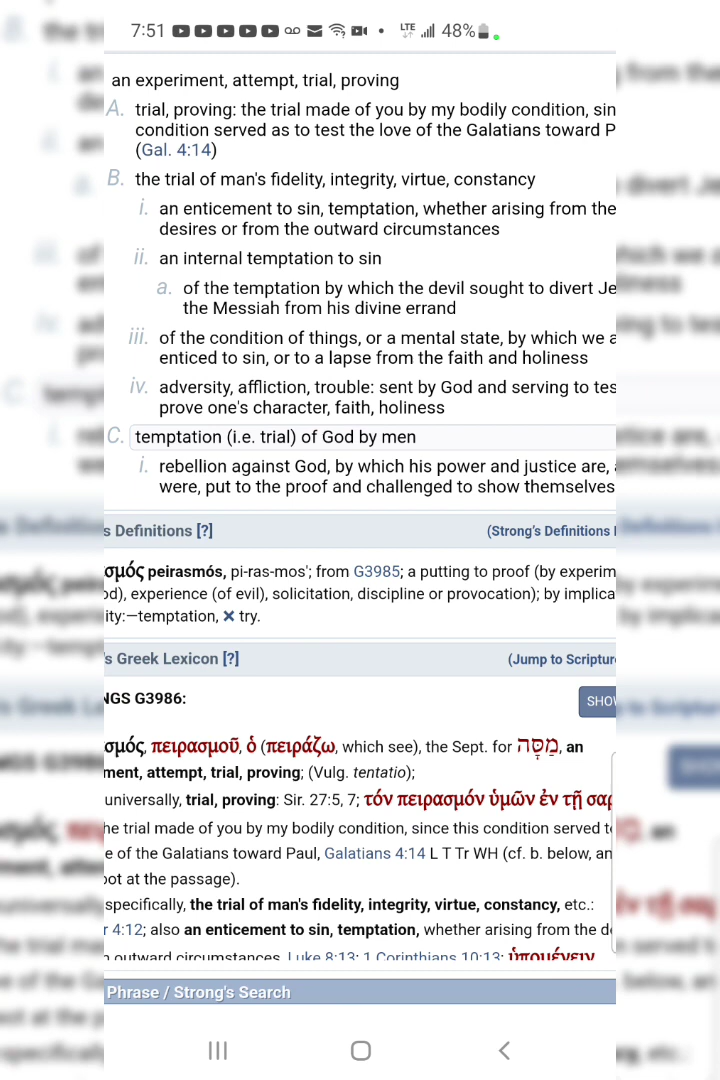 7:51 LTE 48%
an experiment, attempt, trial, proving
A. trial, proving: the trial made of you by my bodily condition, sin
condition served as to test the love of the Galatians toward P
(Gal. 4:14)
B. the trial of man's fidelity, integrity, virtue, constancy
i. an enticement to sin, temptation, whether arising from the
desires or from the outward circumstances
ii. an internal temptation to sin
a. of the temptation by which the devil sought to divert Je
the Messiah from his divine errand
iii. of the condition of things, or a mental state, by which we a
enticed to sin, or to a lapse from the faith and holiness
iv. adversity, affliction, trouble: sent by God and serving to tes
prove one's character, faith, holiness
C. temptation (i.e. trial) of God by men
i. rebellion against God, by which his power and justice are,
were, put to the proof and challenged to show themselves
s Definitions [?] (Strong's Definitions
σμός peirasmós, pi-ras-mos'; from G3985; a putting to proof (by experim
od), experience (of evil), solicitation, discipline or provocation); by implica
ity:—temptation, × try.
's Greek Lexicon [?] (Jump to Scriptur
NGS G3986: SHO
σμός, πειρασμοῦ, ὁ (πειράζω, which see), the Sept. for מַסָּה, an
ment, attempt, trial, proving; (Vulg. tentatio);
universally, trial, proving: Sir. 27:5, 7; τόν πειρασμόν ὑμῶν ἐν τῇ σαρ
he trial made of you by my bodily condition, since this condition served t
e of the Galatians toward Paul, Galatians 4:14 L T Tr WH (cf. b. below, an
oot at the passage).
specifically, the trial of man's fidelity, integrity, virtue, constancy, etc.:
r 4:12; also an enticement to sin, temptation, whether arising from the d
outward circumstances, Luke 8:13; 1 Corinthians 10:13; ὑπομένειν
Phrase / Strong's Search